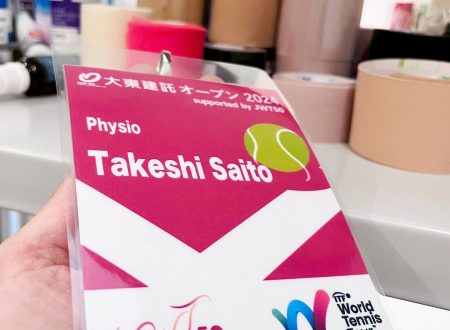 大東建託オープン 2024
supported by JWT50
Physio
Takeshi Saito
ITF
World
Tennis